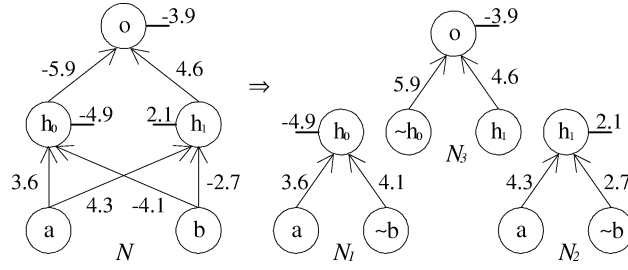 o -3.9 o -3.9
-5.9 4.6 ⇒ 5.9 4.6
h₀ -4.9 2.1 h₁ -4.9 h₀ ~h₀ h₁ h₁ 2.1
N₃
3.6 4.3 -4.1 -2.7 3.6 4.1 4.3 2.7
a b a ~b a ~b
N N₁ N₂